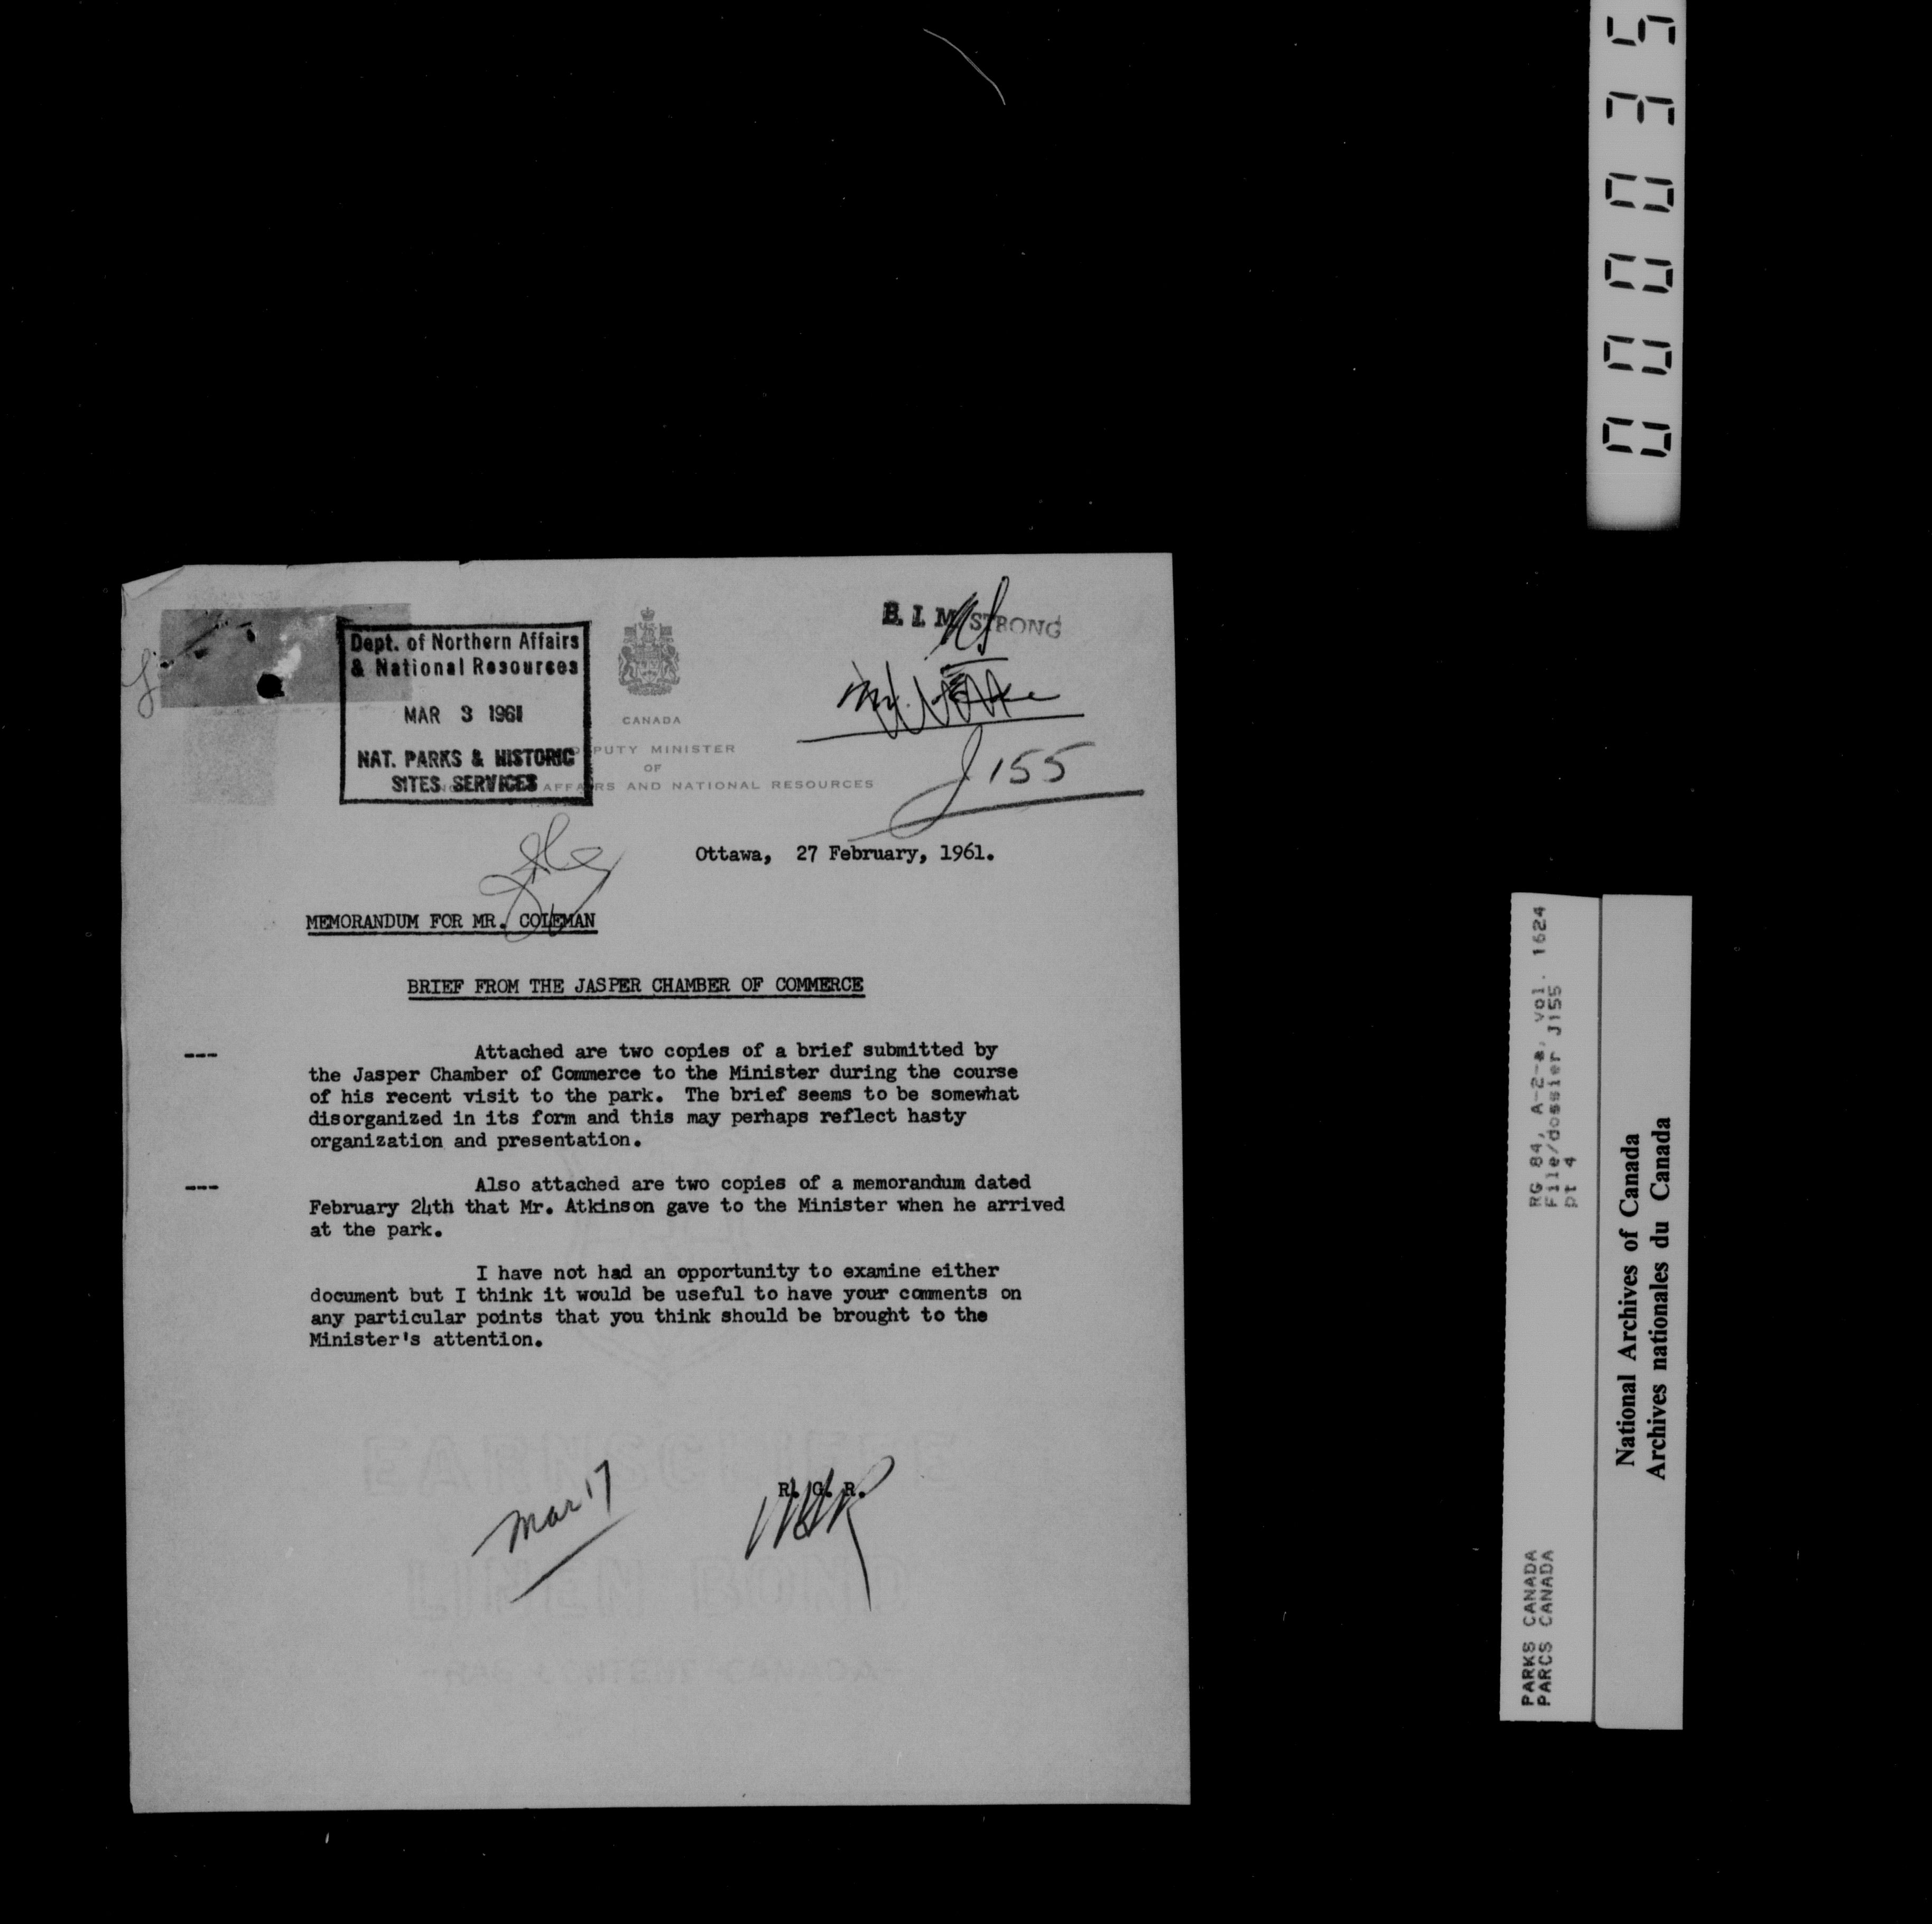 Dept. of Northern Affairs
& National Resources
MAR 3 1961
NAT. PARKS & HISTORIC
SITES SERVICES
CANADA
DEPUTY MINISTER
OF
AFFAIRS AND NATIONAL RESOURCES
B. I. M. STRONG
J 155
Ottawa, 27 February, 1961.
MEMORANDUM FOR MR. COLEMAN
BRIEF FROM THE JASPER CHAMBER OF COMMERCE
--- Attached are two copies of a brief submitted by
the Jasper Chamber of Commerce to the Minister during the course
of his recent visit to the park. The brief seems to be somewhat
disorganized in its form and this may perhaps reflect hasty
organization and presentation.
--- Also attached are two copies of a memorandum dated
February 24th that Mr. Atkinson gave to the Minister when he arrived
at the park.
I have not had an opportunity to examine either
document but I think it would be useful to have your comments on
any particular points that you think should be brought to the
Minister's attention.
R. G. R.
Mar 17
EARNSCLIFFE
LINEN BOND
000035
RG 84, A-2-a, vol. 1624
File/dossier J155
pt 4
PARKS CANADA
PARCS CANADA
National Archives of Canada
Archives nationales du Canada